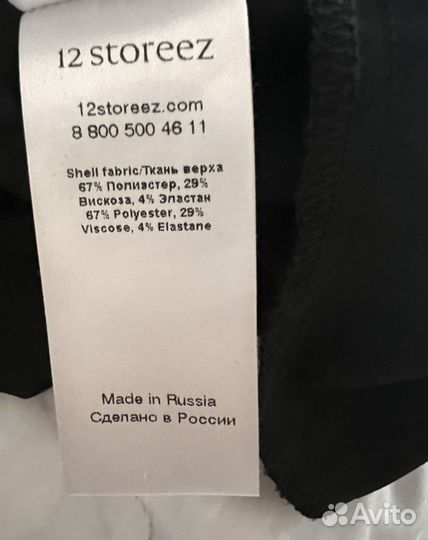 12 storeez
12storeez.com
8 800 500 46 11
Shell fabric/Ткань верха
67% Полиэстер, 29%
Вискоза, 4% Эластан
67% Polyester, 29%
Viscose, 4% Elastane
Made in Russia
Сделано в России
Avito